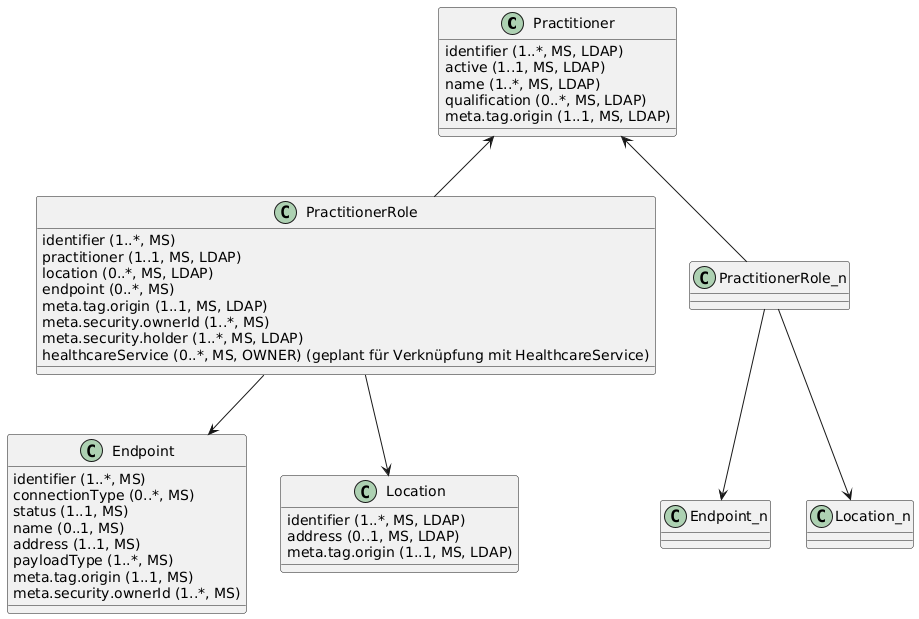 C Practitioner
identifier (1..*, MS, LDAP)
active (1..1, MS, LDAP)
name (1..*, MS, LDAP)
qualification (0..*, MS, LDAP)
meta.tag.origin (1..1, MS, LDAP)
C PractitionerRole
identifier (1..*, MS)
practitioner (1..1, MS, LDAP)
location (0..*, MS, LDAP)
endpoint (0..*, MS)
meta.tag.origin (1..1, MS, LDAP)
meta.security.ownerId (1..*, MS)
meta.security.holder (1..*, MS, LDAP)
healthcareService (0..*, MS, OWNER) (geplant für Verknüpfung mit HealthcareService)
C PractitionerRole_n
C Endpoint
identifier (1..*, MS)
connectionType (0..*, MS)
status (1..1, MS)
name (0..1, MS)
address (1..1, MS)
payloadType (1..*, MS)
meta.tag.origin (1..1, MS)
meta.security.ownerId (1..*, MS)
C Location
identifier (1..*, MS, LDAP)
address (0..1, MS, LDAP)
meta.tag.origin (1..1, MS, LDAP)
C Endpoint_n
C Location_n